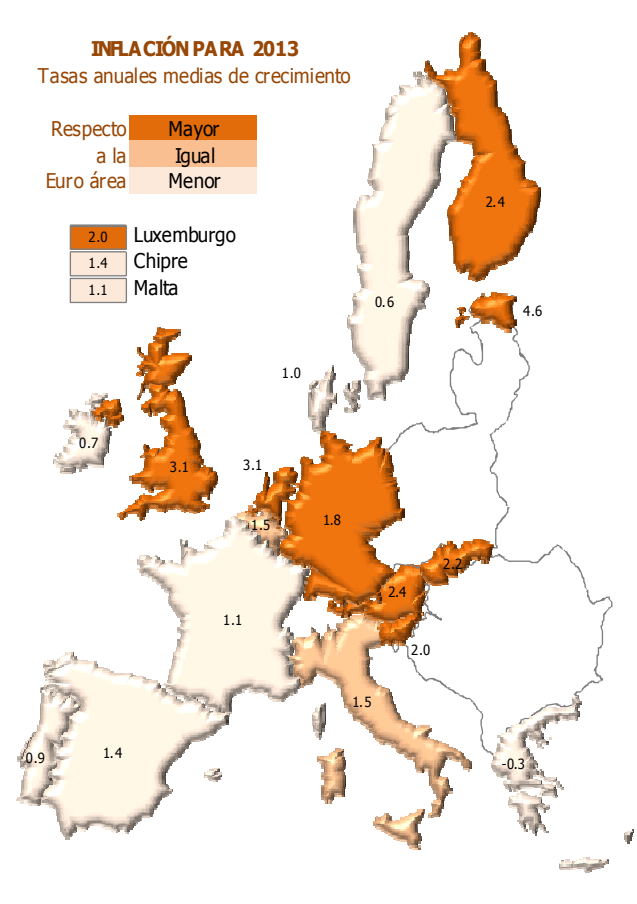 INFLACIÓN PARA 2013
Tasas anuales medias de crecimiento
Respecto Mayor
a la Igual
Euro área Menor
2.0 Luxemburgo
1.4 Chipre
1.1 Malta
2.4
0.6
4.6
1.0
0.7
3.1
3.1
1.5
1.8
2.2
2.4
1.1
2.0
1.5
0.9
1.4
-0.3